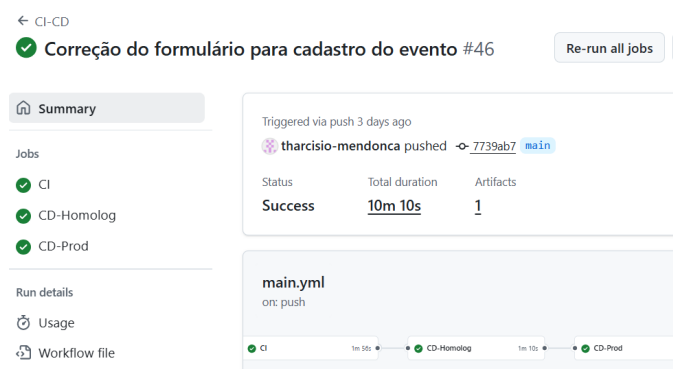 ← CI-CD
Correção do formulário para cadastro do evento #46
Re-run all jobs
Summary
Jobs
CI
CD-Homolog
CD-Prod
Run details
Usage
Workflow file
Triggered via push 3 days ago
tharcisio-mendonca pushed 7739ab7 main
Status Total duration Artifacts
Success 10m 10s 1
main.yml
on: push
CI 1m 56s CD-Homolog 1m 10s CD-Prod